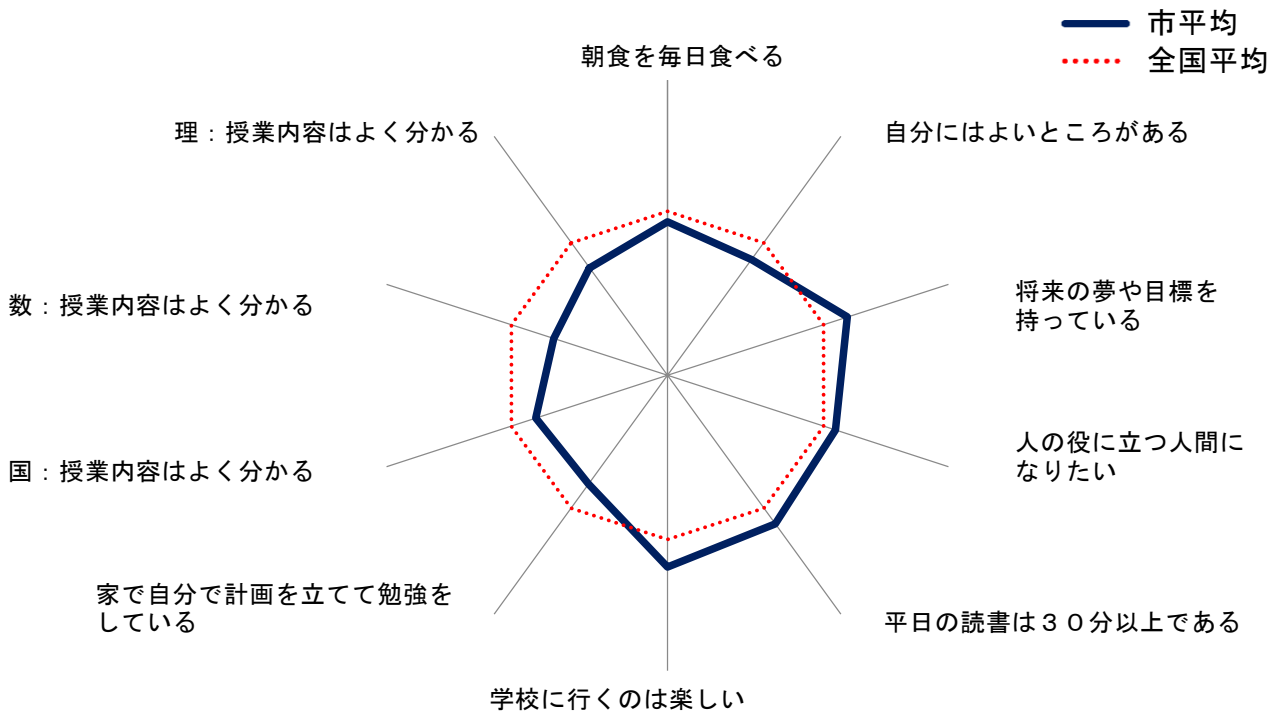 市平均
全国平均
朝食を毎日食べる
自分にはよいところがある
将来の夢や目標を
持っている
人の役に立つ人間に
なりたい
平日の読書は３０分以上である
学校に行くのは楽しい
家で自分で計画を立てて勉強を
している
国：授業内容はよく分かる
数：授業内容はよく分かる
理：授業内容はよく分かる